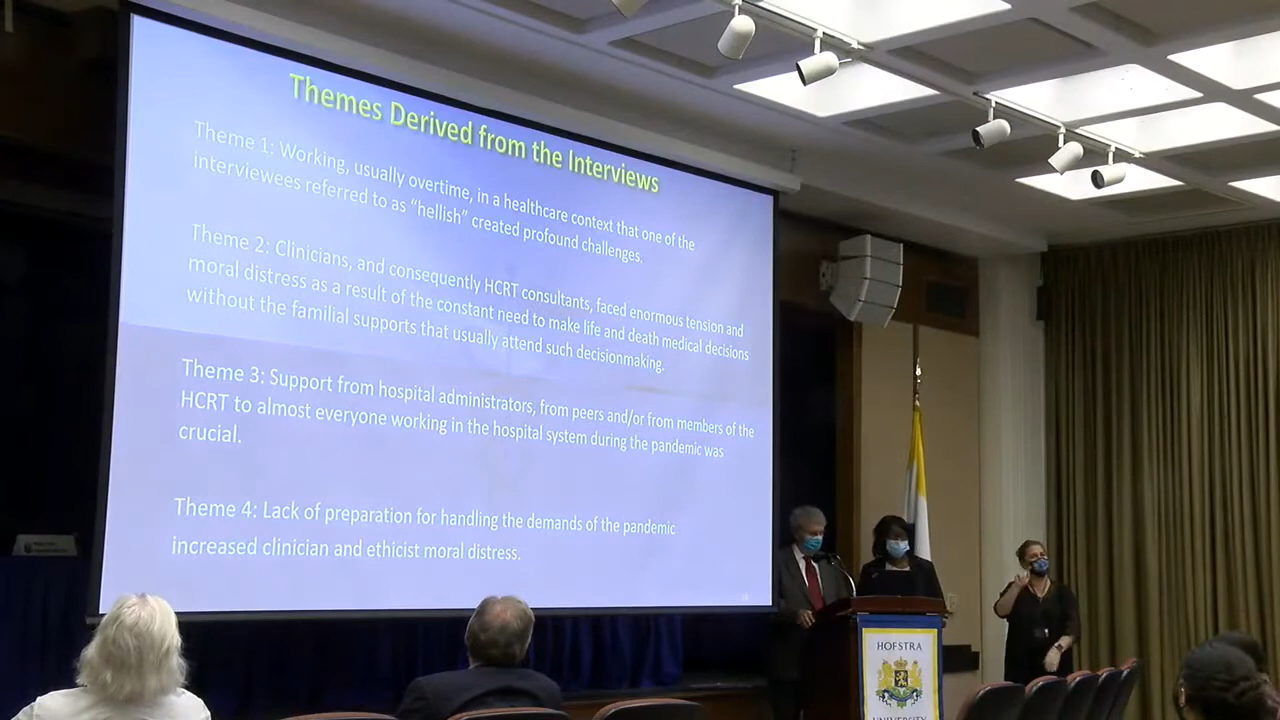 Themes Derived from the Interviews
Theme 1: Working, usually overtime, in a healthcare context that one of the
interviewees referred to as "hellish" created profound challenges.
Theme 2: Clinicians, and consequently HCRT consultants, faced enormous tension and
moral distress as a result of the constant need to make life and death medical decisions
without the familial supports that usually attend such decisionmaking.
Theme 3: Support from hospital administrators, from peers and/or from members of the
HCRT to almost everyone working in the hospital system during the pandemic was
crucial.
Theme 4: Lack of preparation for handling the demands of the pandemic
increased clinician and ethicist moral distress.
HOFSTRA
UNIVERSITY